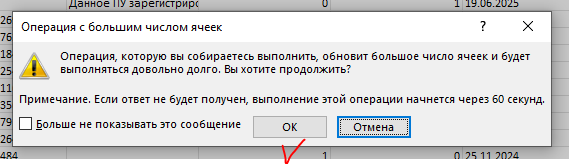 Данное ПУ зарегистриро 0 1 19.06.2025
Операция с большим числом ячеек
Операция, которую вы собираетесь выполнить, обновит большое число ячеек и будет
выполняться довольно долго. Вы хотите продолжить?
Примечание. Если ответ не будет получен, выполнение этой операции начнется через 60 секунд.
Больше не показывать это сообщение
ОК
Отмена
484 1 0 25.11.2024